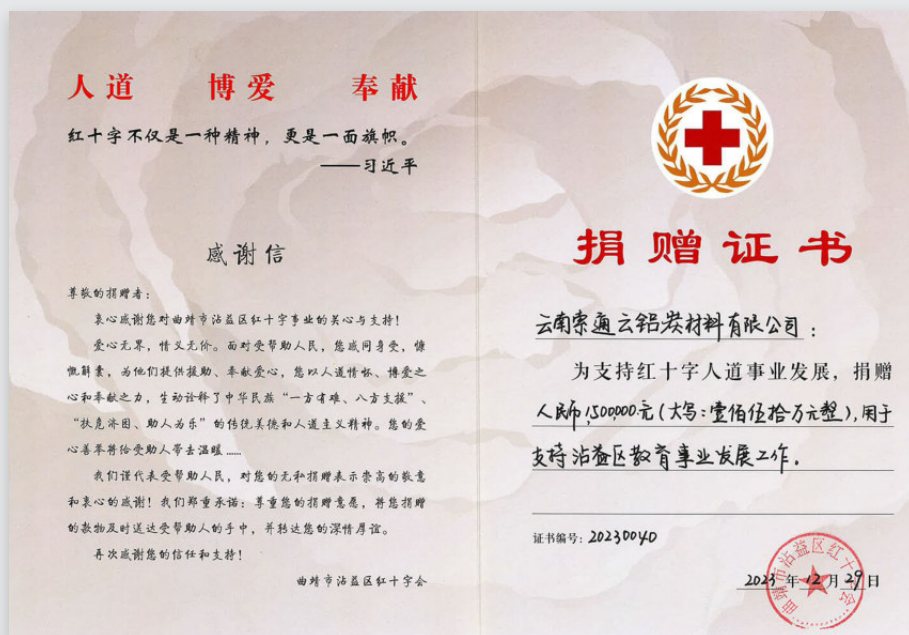 人道 博爱 奉献
红十字不仅是一种精神，更是一面旗帜。
——习近平
感谢信
尊敬的捐赠者：
衷心感谢您对曲靖市沾益区红十字事业的关心与支持！
爱心无界，情义无价。面对受帮助人民，您感同身受，慷
慨解囊，为他们提供援助、奉献爱心，您以人道情怀、博爱之
心和奉献之力，生动诠释了中华民族“一方有难、八方支援”、
“扶危济困、助人为乐”的传统美德和人道主义精神。您的爱
心善举将给受助人带去温暖……
我们谨代表受帮助人民，对您的无私捐赠表示崇高的敬意
和衷心的感谢！我们郑重承诺：尊重您的捐赠意愿，将您捐赠
的款物及时送达受帮助人的手中，并转达您的深情厚谊。
再次感谢您的信任和支持！
曲靖市沾益区红十字会
捐赠证书
云南索通云铝炭材料有限公司：
为支持红十字人道事业发展，捐赠
人民币1,500,000元（大写：壹佰伍拾万元整），用于
支持沾益区教育事业发展工作。
证书编号：20230040
2023年12月29日
曲靖市沾益区红十字会